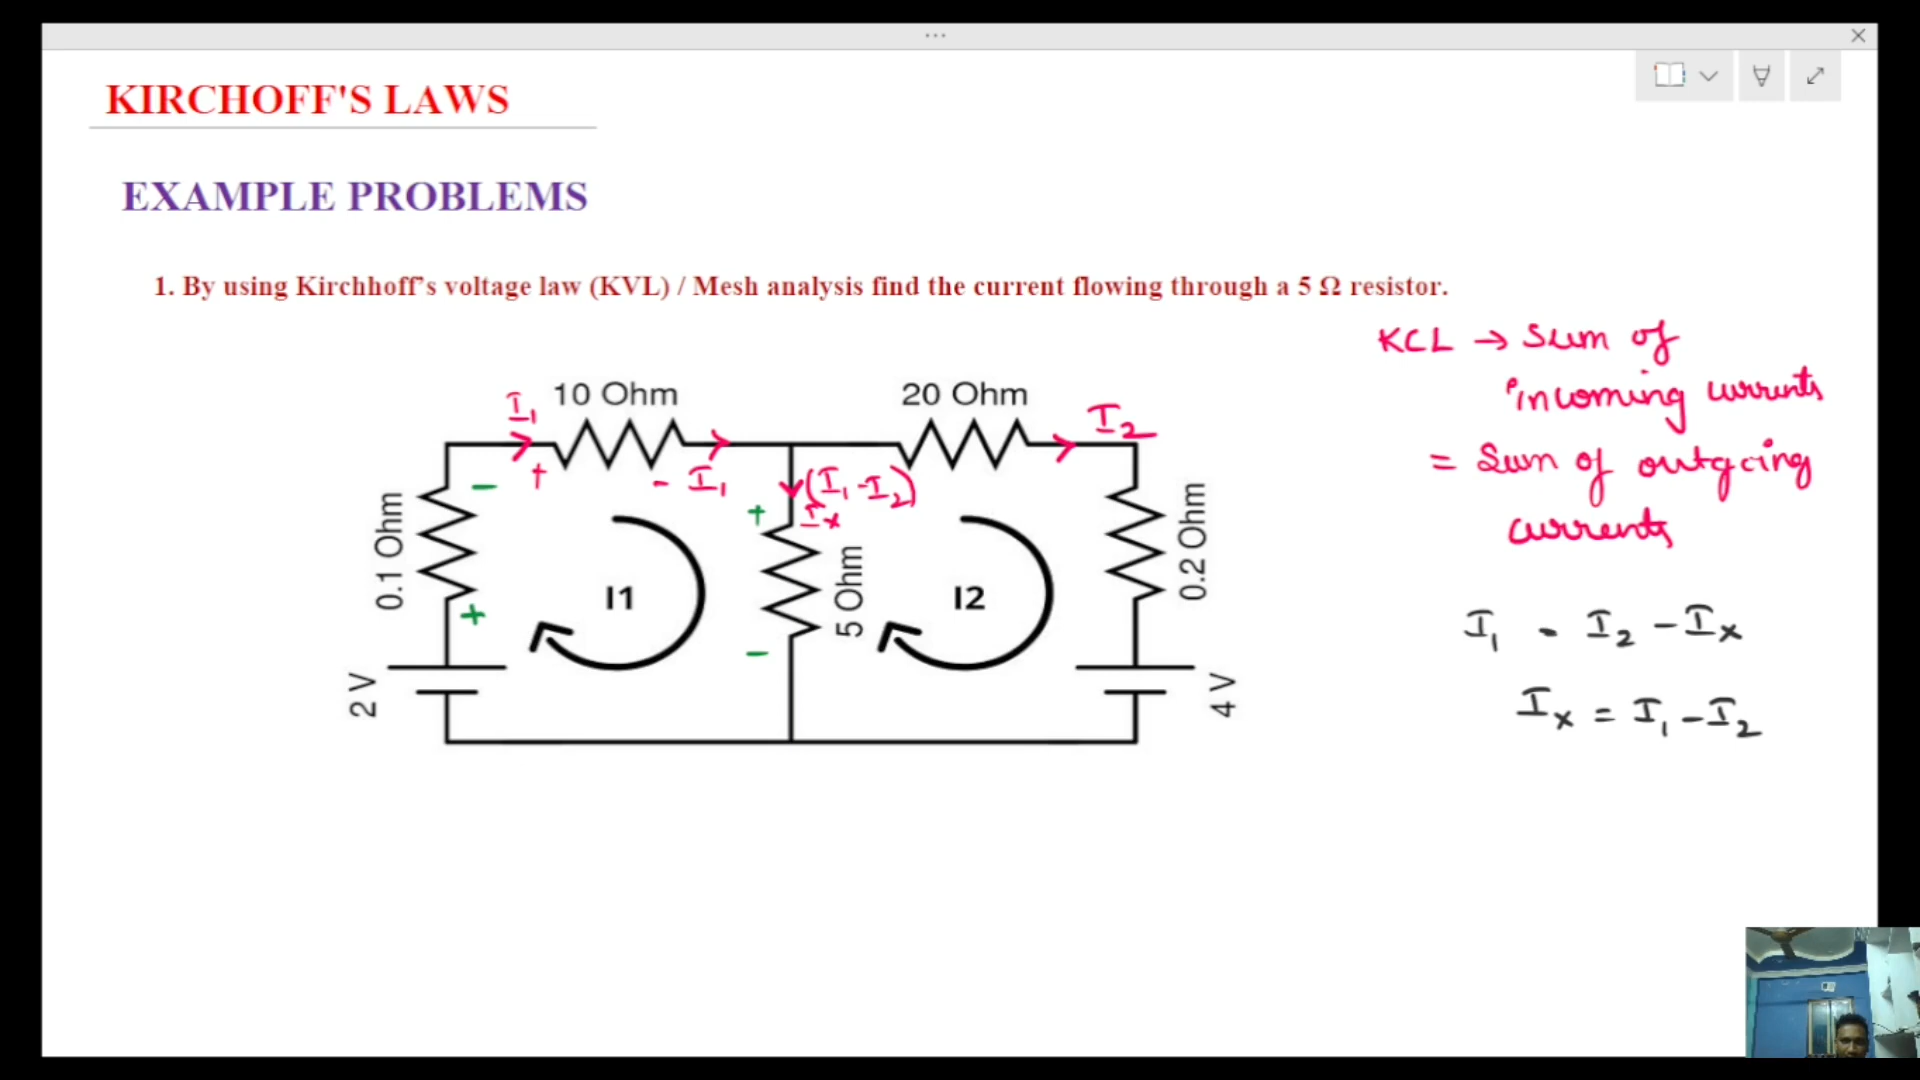 KIRCHOFF'S LAWS
EXAMPLE PROBLEMS
1. By using Kirchhoff's voltage law (KVL) / Mesh analysis find the current flowing through a 5 Ω resistor.
KCL → Sum of
incoming currents
= Sum of outgoing
currents
I₁ - I₂ - Iₓ
Iₓ = I₁ - I₂
I₁
10 Ohm
20 Ohm
I₂
+
- I₁
(I₁-I₂)
Iₓ
-
+
0.1 Ohm
+
-
5 Ohm
0.2 Ohm
I1
I2
2 V
4 V